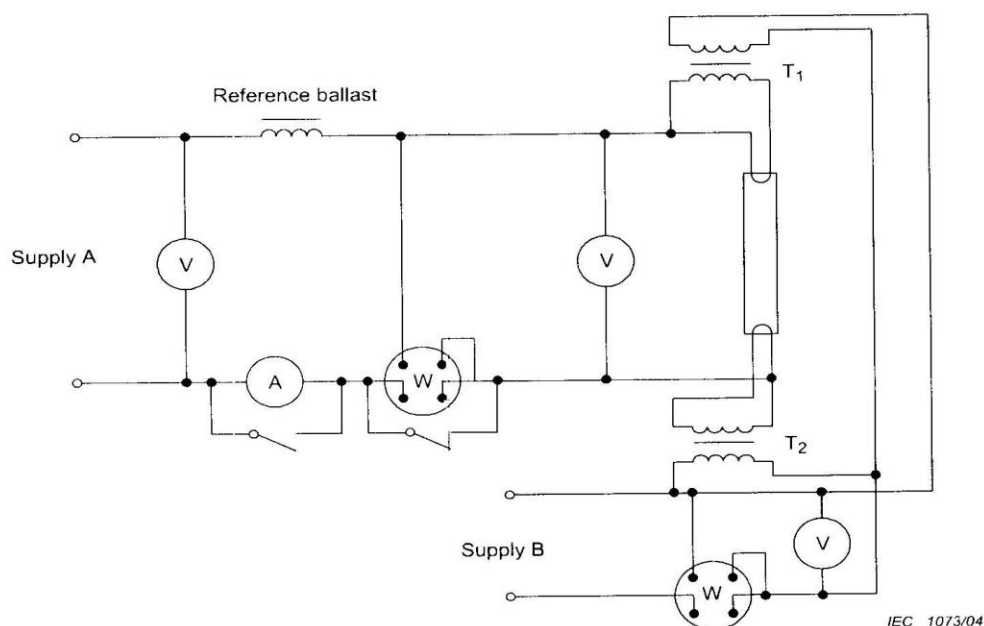 T1
Reference ballast
V
Supply A
V
A
W
T2
Supply B
V
W
IEC 1073/04